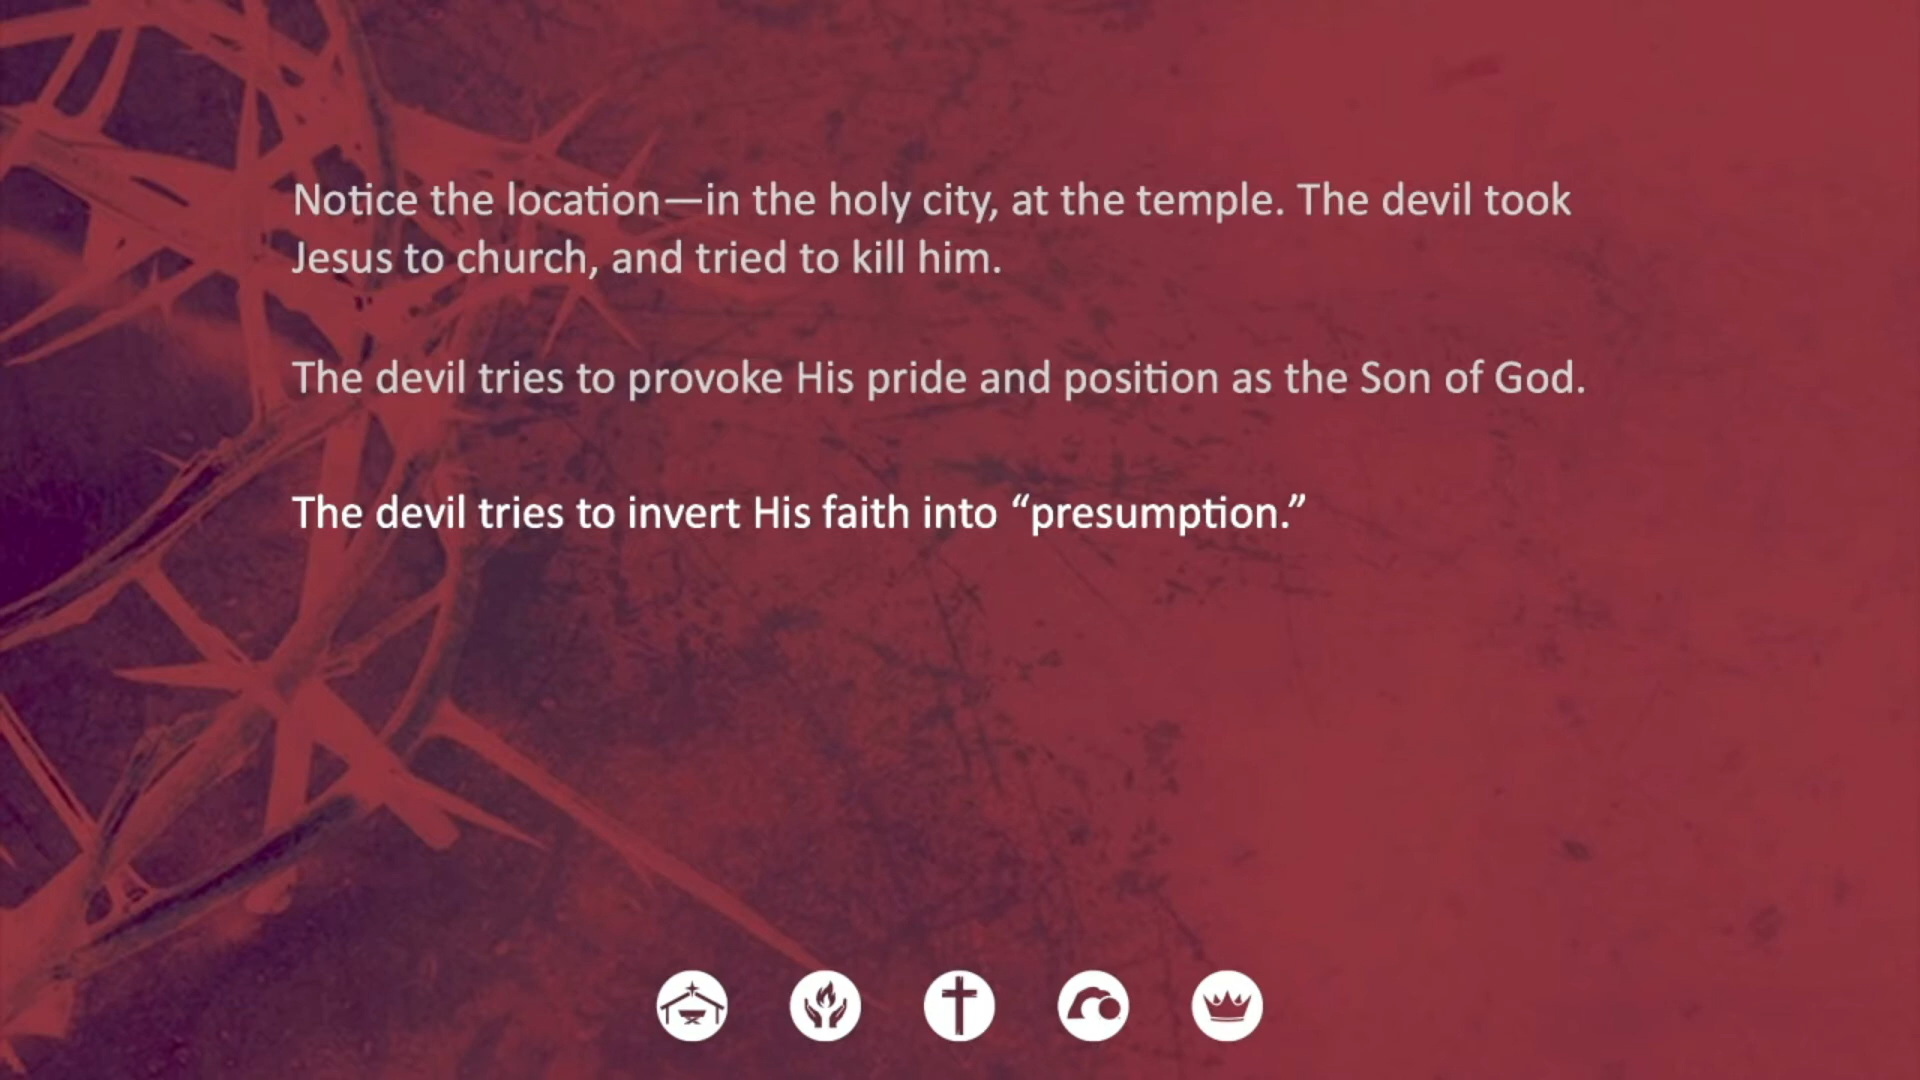 Notice the location—in the holy city, at the temple. The devil took
Jesus to church, and tried to kill him.
The devil tries to provoke His pride and position as the Son of God.
The devil tries to invert His faith into “presumption.”